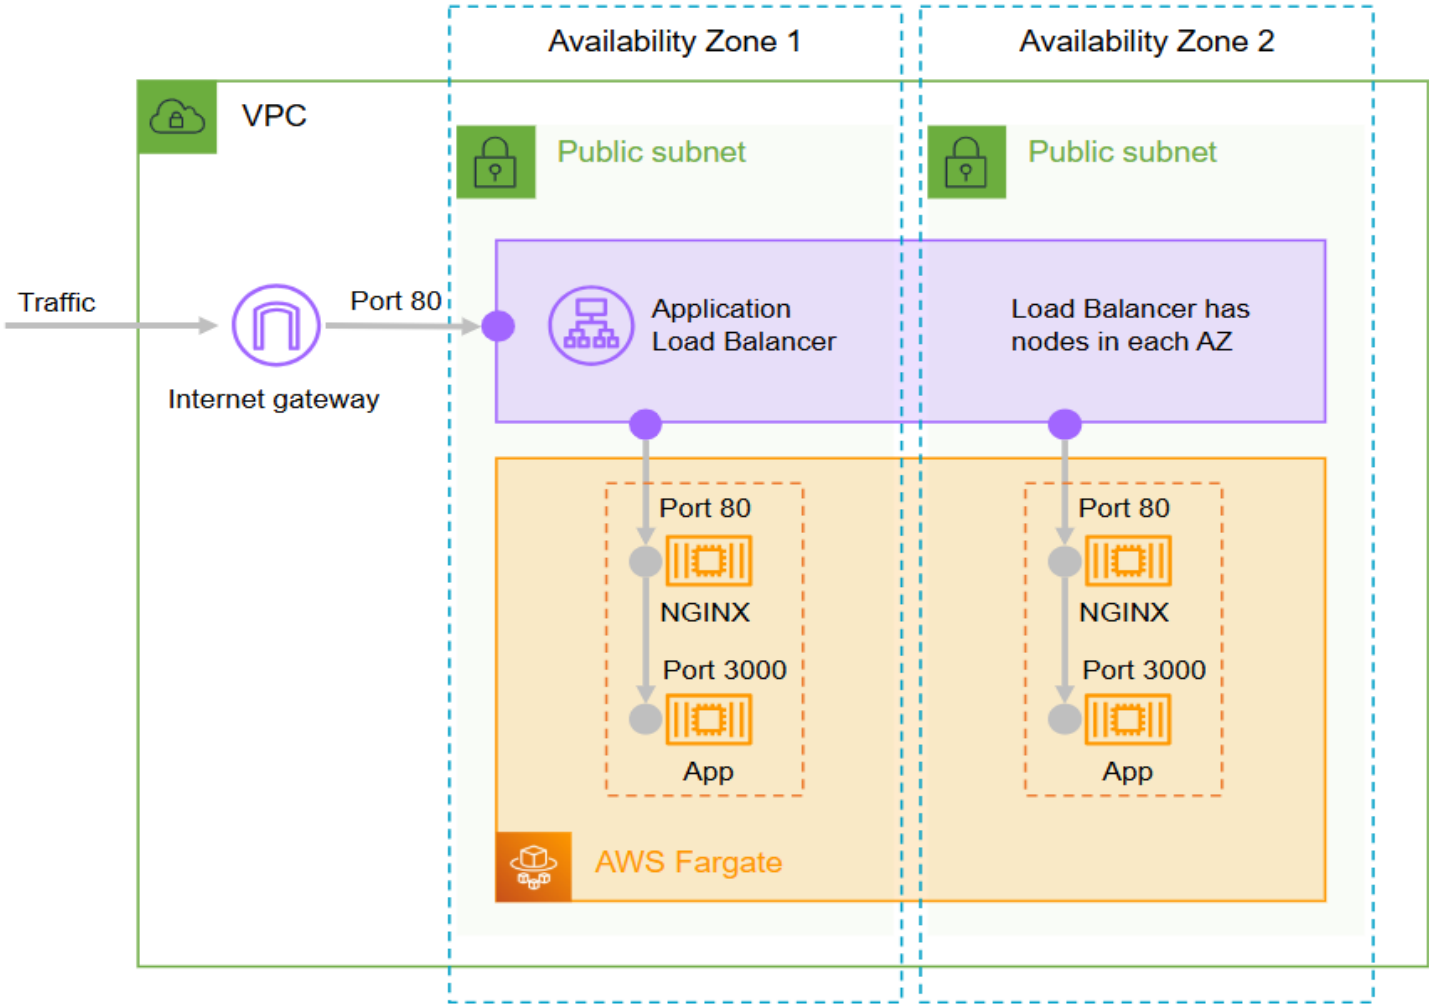 Availability Zone 1
Availability Zone 2
VPC
Public subnet
Public subnet
Traffic
Port 80
Internet gateway
Application
Load Balancer
Load Balancer has
nodes in each AZ
Port 80
NGINX
Port 3000
App
Port 80
NGINX
Port 3000
App
AWS Fargate